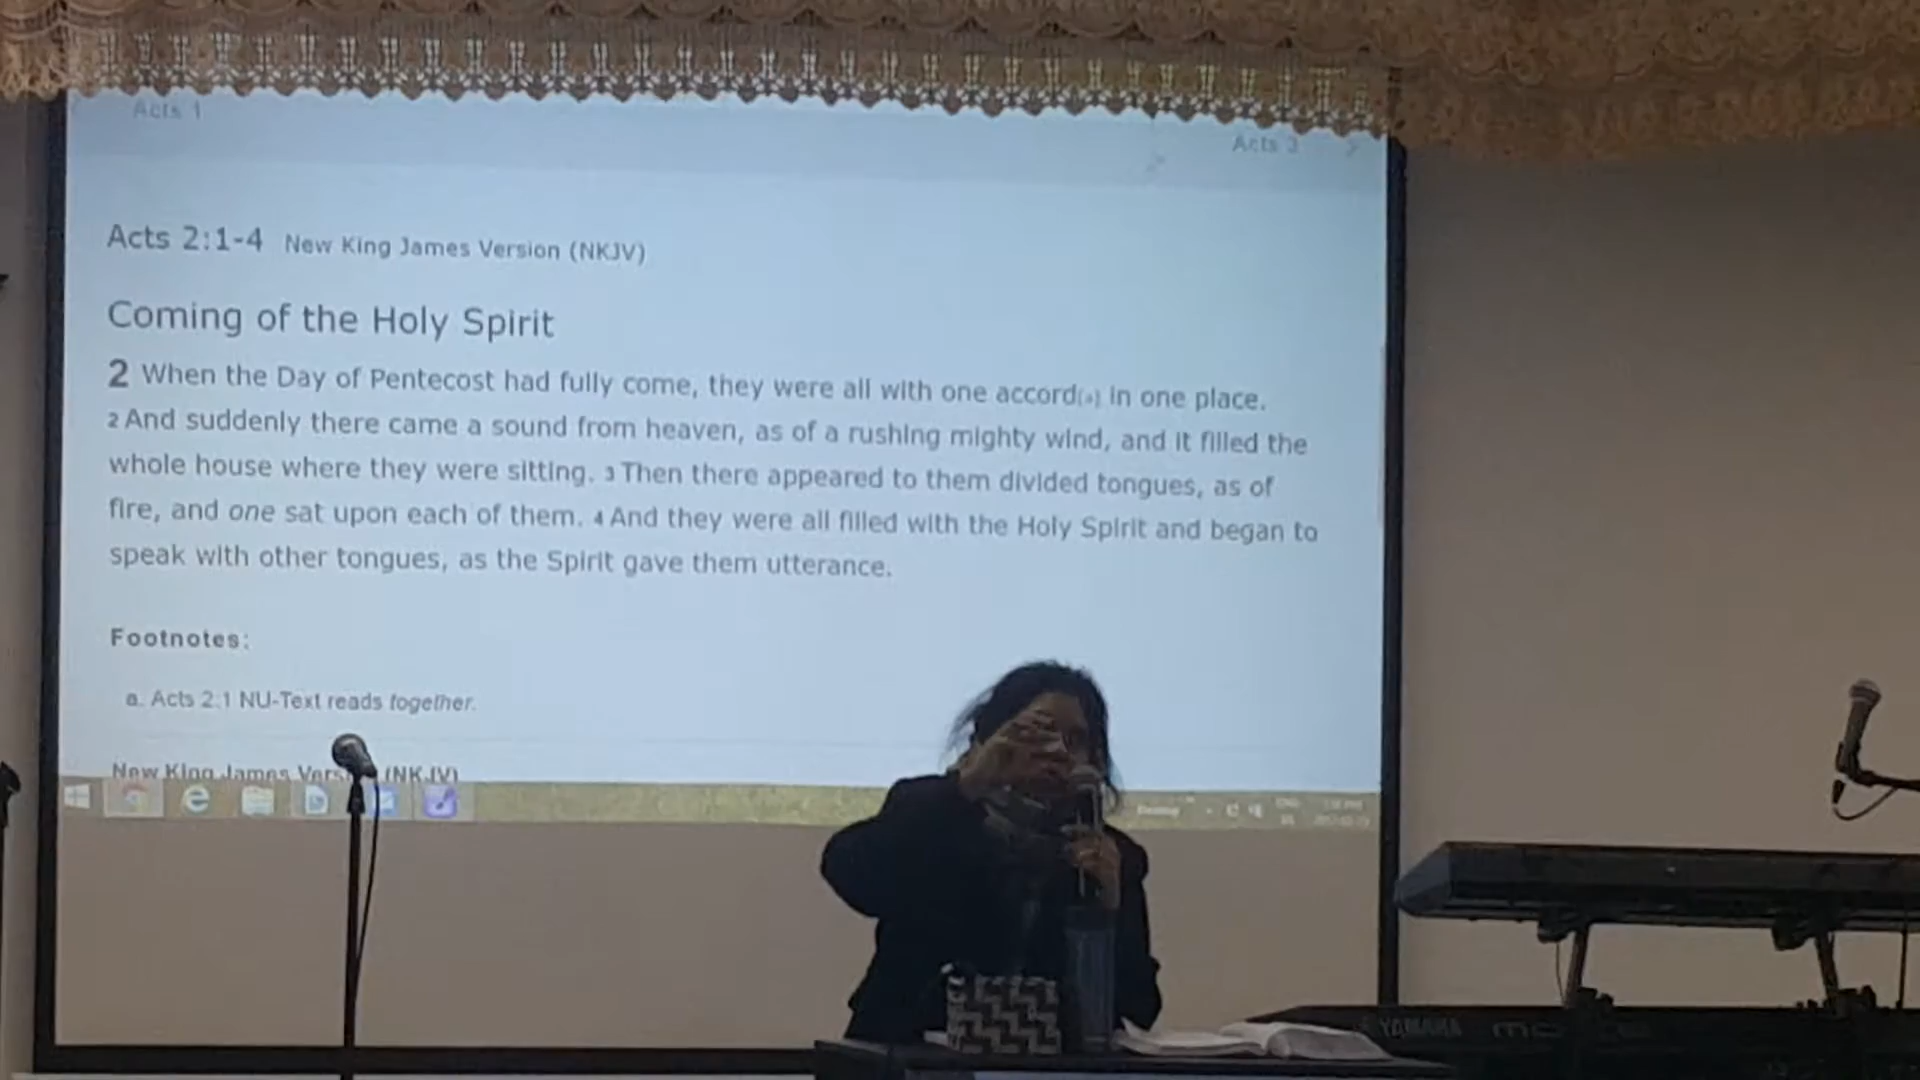 Acts 1
Acts 3
Acts 2:1-4 New King James Version (NKJV)
Coming of the Holy Spirit
2 When the Day of Pentecost had fully come, they were all with one accord[a] in one place.
2 And suddenly there came a sound from heaven, as of a rushing mighty wind, and it filled the
whole house where they were sitting. 3 Then there appeared to them divided tongues, as of
fire, and one sat upon each of them. 4 And they were all filled with the Holy Spirit and began to
speak with other tongues, as the Spirit gave them utterance.
Footnotes:
a. Acts 2:1 NU-Text reads together.
New King James (NKJV)
Desktop
YAMAHA